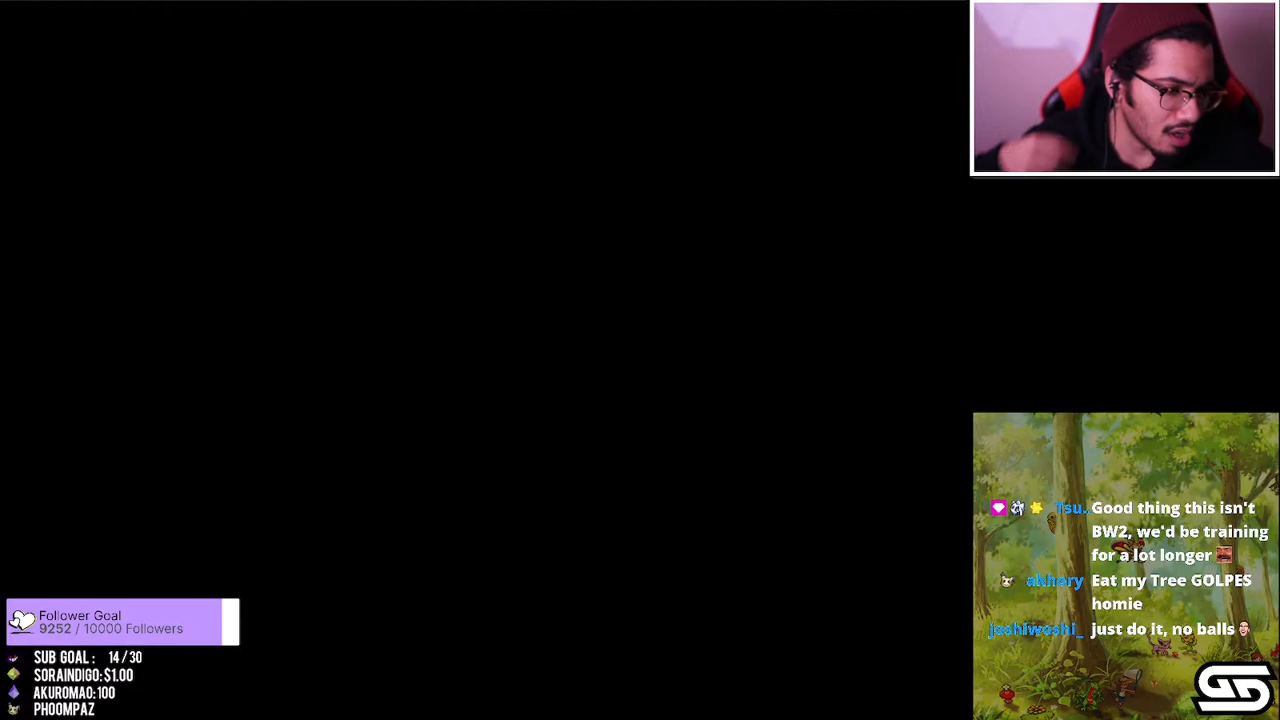 Tsu..Good thing this isn't
BW2, we'd be training
for a lot longer
akhory Eat my Tree GOLPES
homie
joshiwoshi_ just do it, no balls
Follower Goal
9252 / 10000 Followers
SUB GOAL : 14 / 30
SORAINDIGO: $1.00
AKUROMAO: 100
PHOOMPAZ